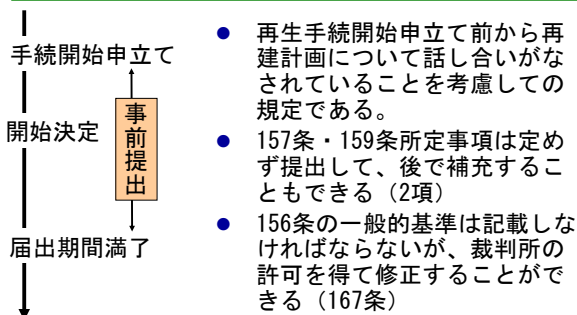 手続開始申立て
開始決定
事前提出
届出期間満了
● 再生手続開始申立て前から再
建計画について話し合いがな
されていることを考慮しての
規定である。
● 157条・159条所定事項は定め
ず提出して、後で補充するこ
ともできる（2項）
● 156条の一般的基準は記載しな
ければならないが、裁判所の
許可を得て修正することがで
きる（167条）